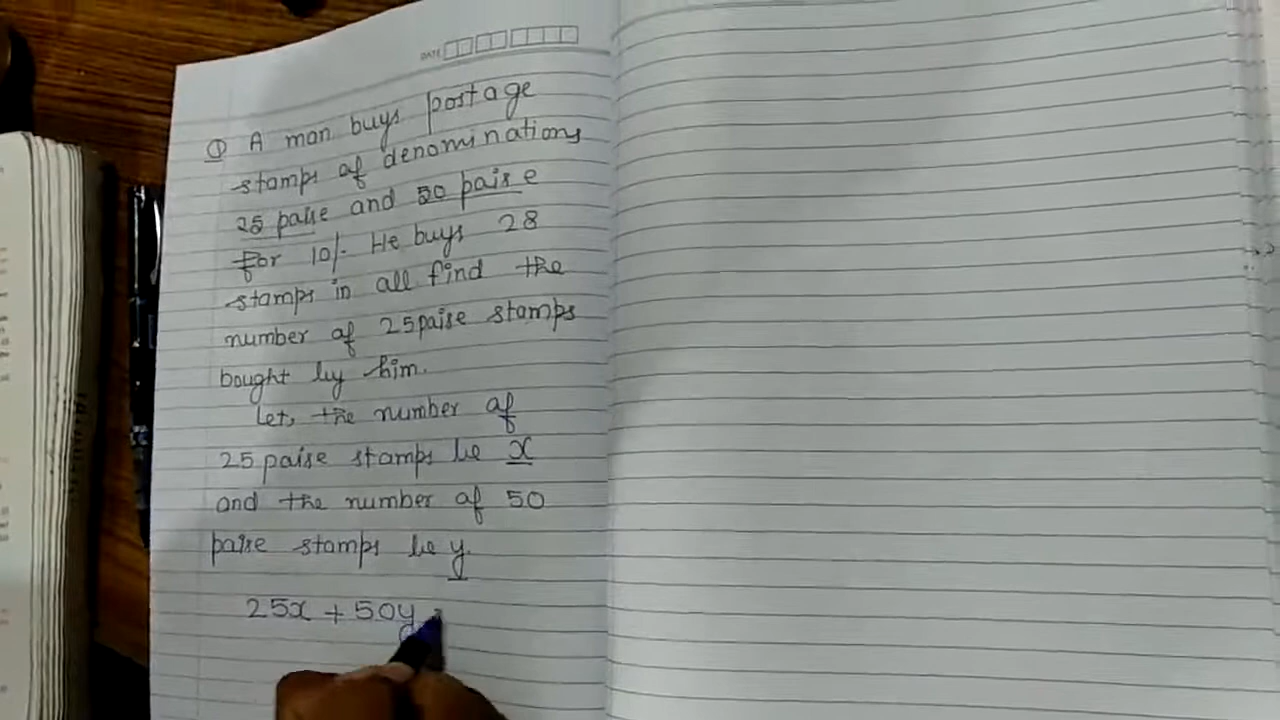 DATE
Q A man buys postage
stamps of denominations
25 paise and 50 paise
for 10/- He buys 28
stamps in all find the
number of 25 paise stamps
bought by him.
Let, the number of
25 paise stamps be x
and the number of 50
paise stamps be y.
25x + 50y